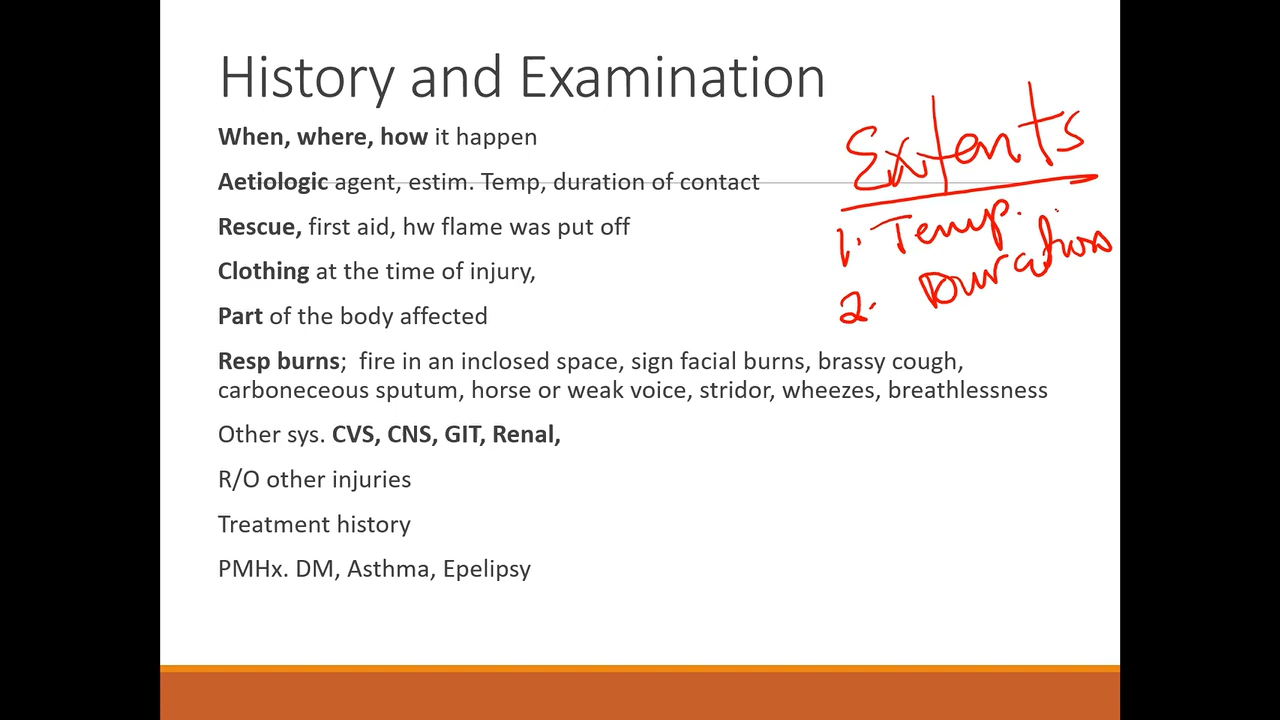 History and Examination
When, where, how it happen
Aetiologic agent, estim. Temp, duration of contact
Rescue, first aid, hw flame was put off
Clothing at the time of injury,
Part of the body affected
Resp burns;  fire in an inclosed space, sign facial burns, brassy cough,
carboneceous sputum, horse or weak voice, stridor, wheezes, breathlessness
Other sys. CVS, CNS, GIT, Renal,
R/O other injuries
Treatment history
PMHx. DM, Asthma, Epelipsy
Extents
1. Temp.
2. Duration